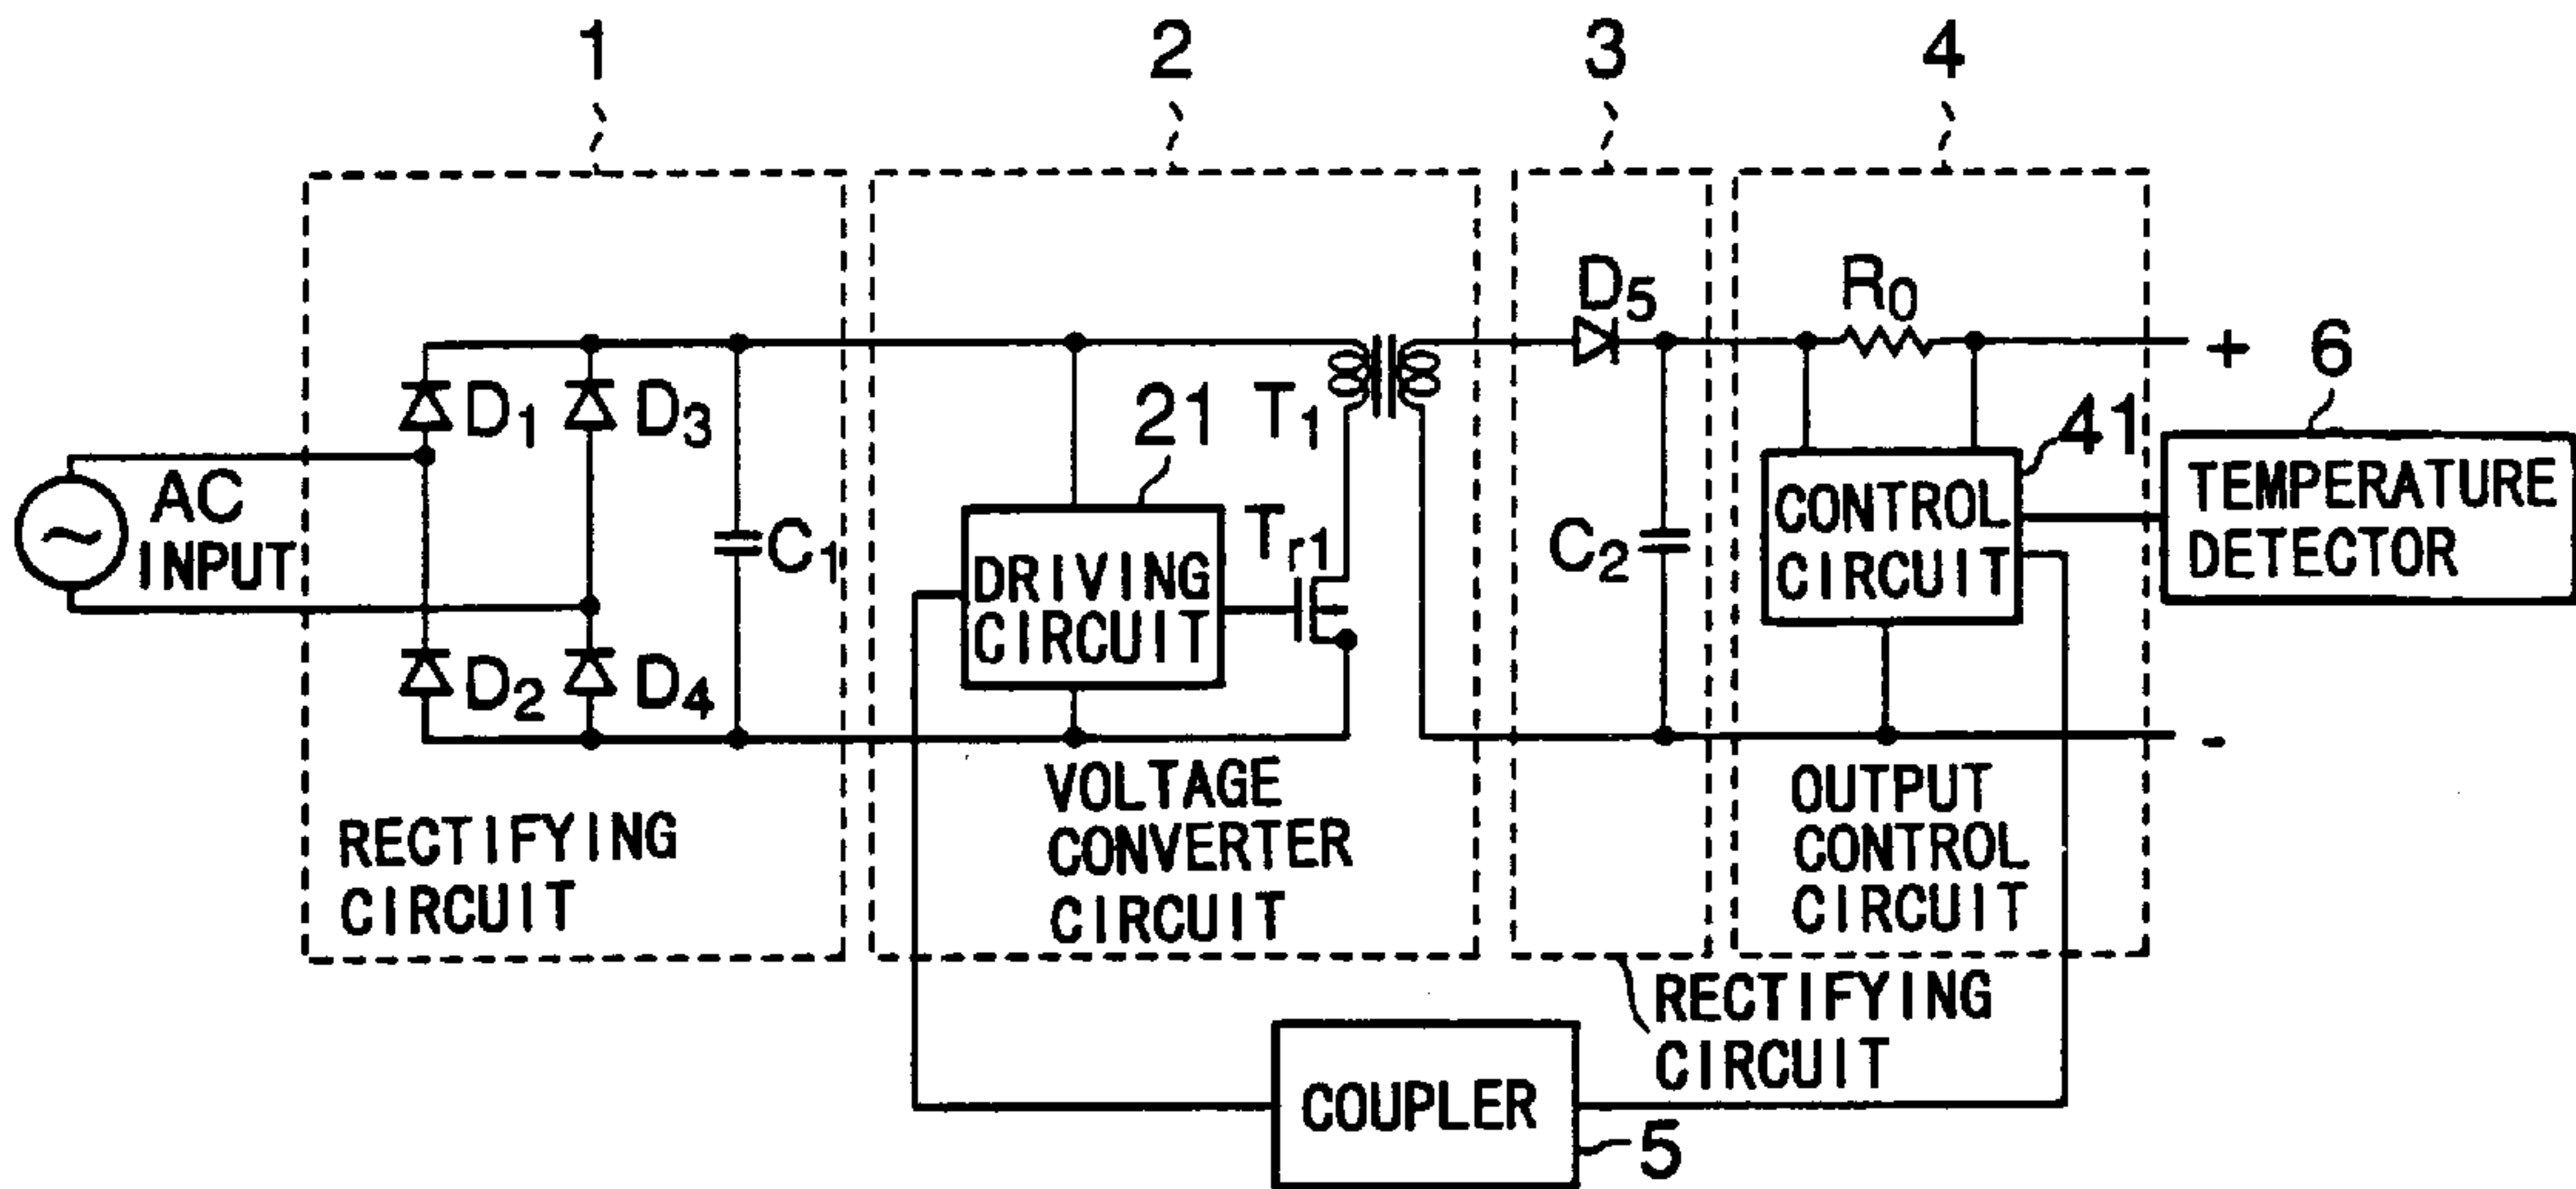 1
2
3
4
D5
R0
+
6
D1
D3
21
T1
41
AC
INPUT
C1
DRIVING
CIRCUIT
Tr1
C2
CONTROL
CIRCUIT
TEMPERATURE
DETECTOR
D2
D4
-
RECTIFYING
CIRCUIT
VOLTAGE
CONVERTER
CIRCUIT
OUTPUT
CONTROL
CIRCUIT
RECTIFYING
CIRCUIT
COUPLER
5